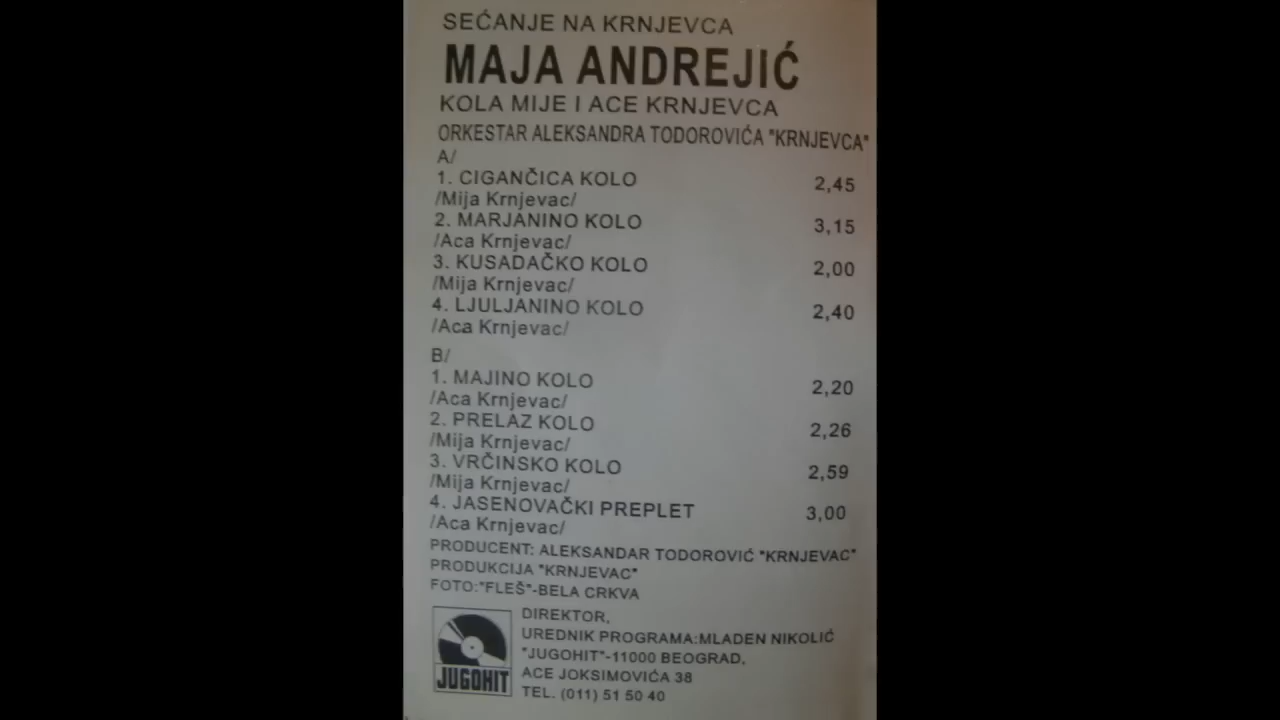 SEĆANJE NA KRNJEVCA
MAJA ANDREJIĆ
KOLA MIJE I ACE KRNJEVCA
ORKESTAR ALEKSANDRA TODOROVIĆA "KRNJEVCA"
A/
1. CIGANČICA KOLO 2,45
/Mija Krnjevac/
2. MARJANINO KOLO 3,15
/Aca Krnjevac/
3. KUSADAČKO KOLO 2,00
/Mija Krnjevac/
4. LJULJANINO KOLO 2,40
/Aca Krnjevac/
B/
1. MAJINO KOLO 2,20
/Aca Krnjevac/
2. PRELAZ KOLO 2,26
/Mija Krnjevac/
3. VRČINSKO KOLO 2,59
/Mija Krnjevac/
4. JASENOVAČKI PREPLET 3,00
/Aca Krnjevac/
PRODUCENT: ALEKSANDAR TODOROVIĆ "KRNJEVAC"
PRODUKCIJA "KRNJEVAC"
FOTO:"FLEŠ"-BELA CRKVA
DIREKTOR,
UREDNIK PROGRAMA:MLADEN NIKOLIĆ
"JUGOHIT"-11000 BEOGRAD,
ACE JOKSIMOVIĆA 38
TEL. (011) 51 50 40
JUGOHIT